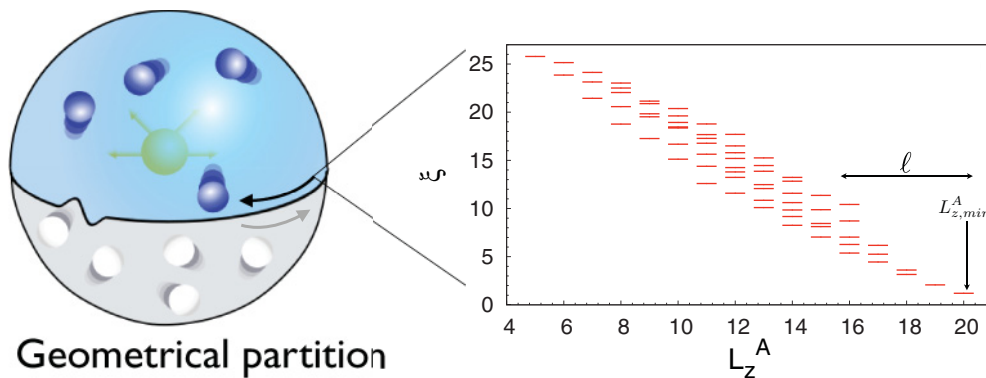 Geometrical partition
ξ
25
20
15
10
5
0
4 6 8 10 12 14 16 18 20
L_z^A
ℓ
L^A_{z,min}